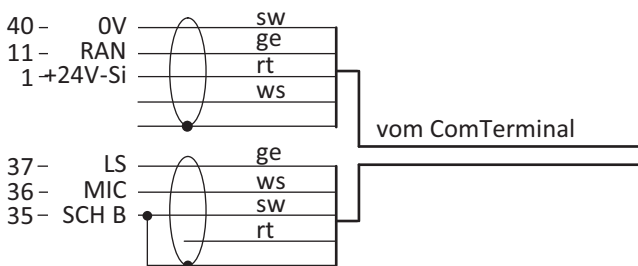 40 – 0V sw
11 – RAN ge
1 – +24V-Si rt
ws
vom ComTerminal
37 – LS ge
36 – MIC ws
35 – SCH B sw
rt